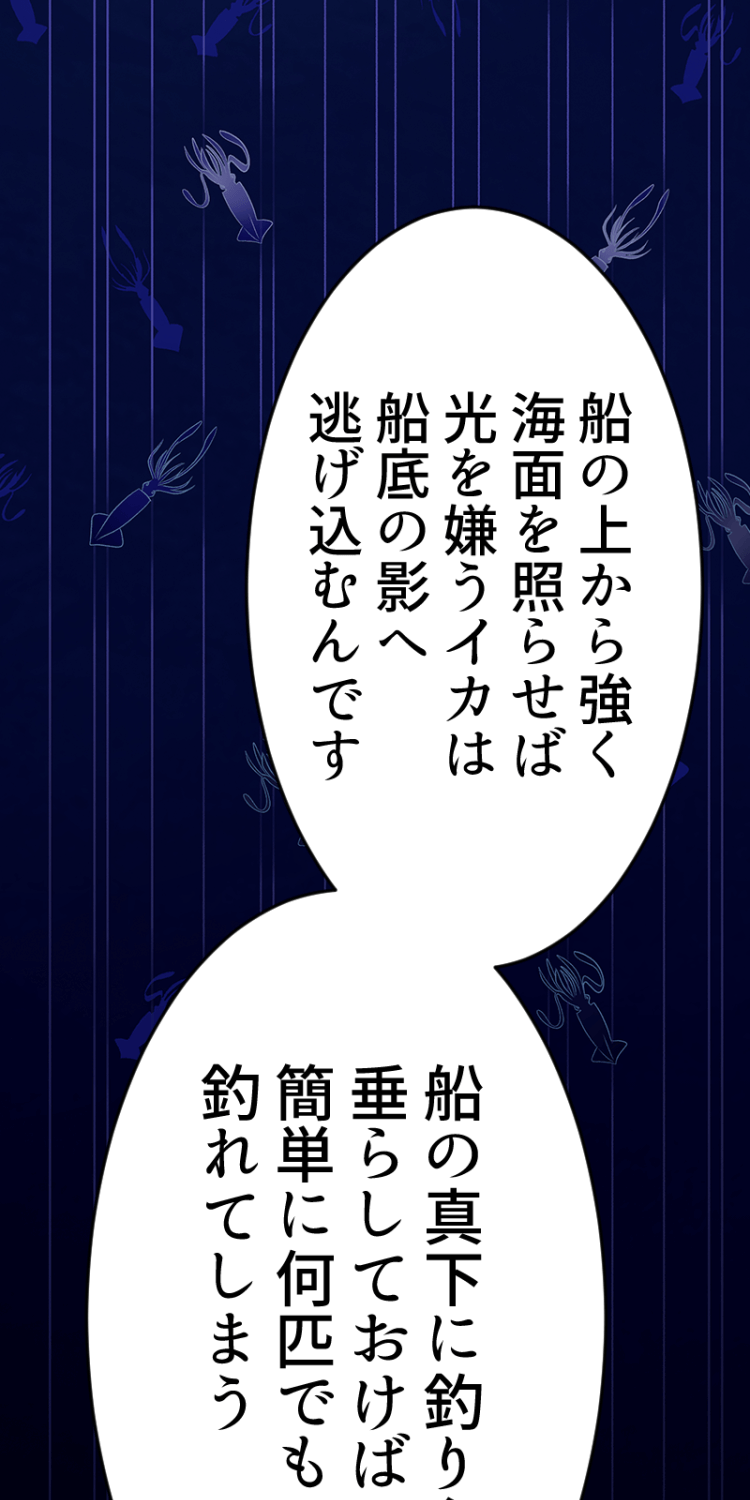 船の上から強く
海面を照らせば
光を嫌うイカは
船底の影へ
逃げ込むんです
船の真下に釣り
垂らしておけば
簡単に何匹でも
釣れてしまう